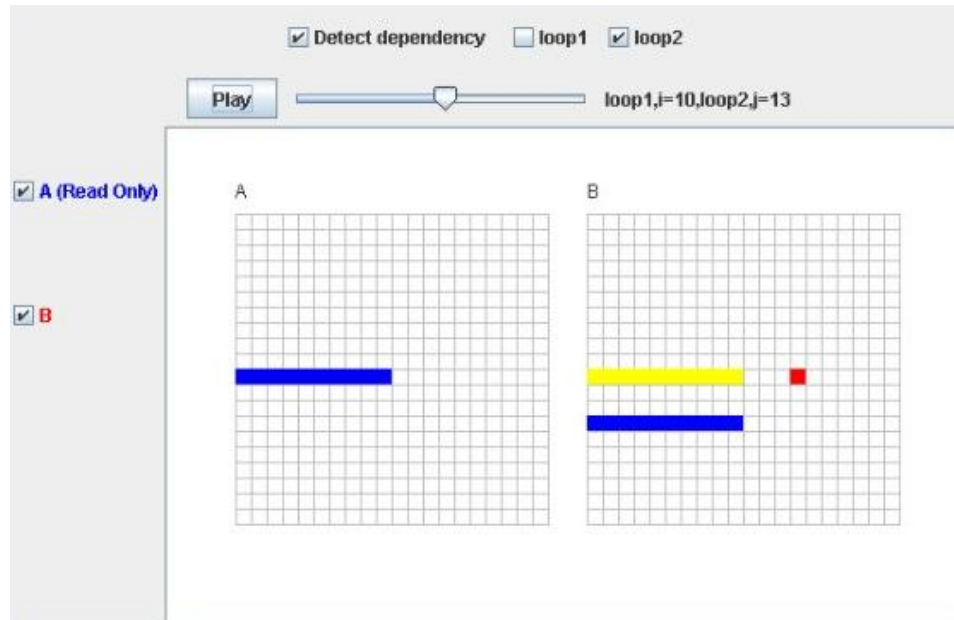 Detect dependency loop1 loop2
Play loop1,i=10,loop2,j=13
A (Read Only)
A B
B